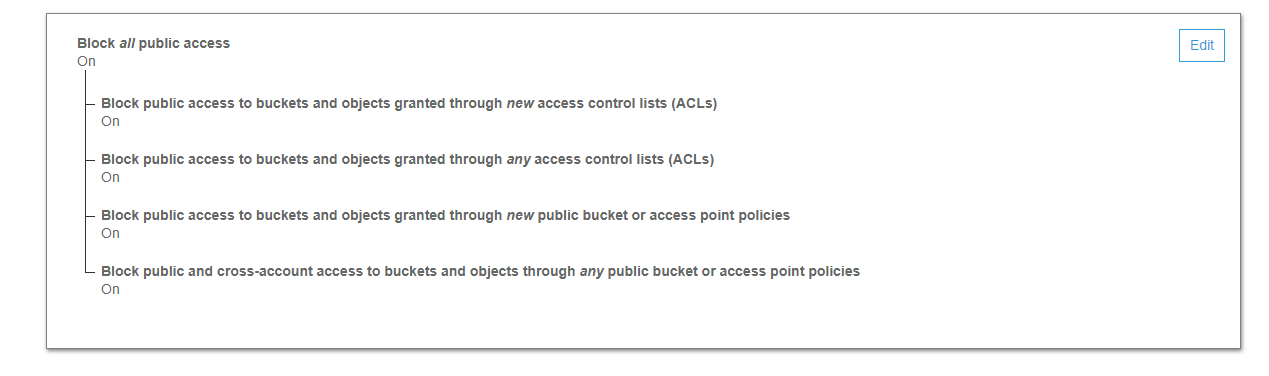 Block all public access
Edit
On
Block public access to buckets and objects granted through new access control lists (ACLs)
On
Block public access to buckets and objects granted through any access control lists (ACLs)
On
Block public access to buckets and objects granted through new public bucket or access point policies
On
Block public and cross-account access to buckets and objects through any public bucket or access point policies
On